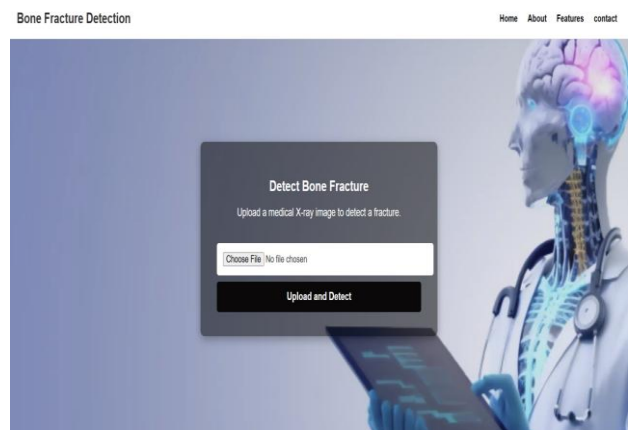 Bone Fracture Detection
Home About Features contact
Detect Bone Fracture
Upload a medical X-ray image to detect a fracture.
Choose File No file chosen
Upload and Detect